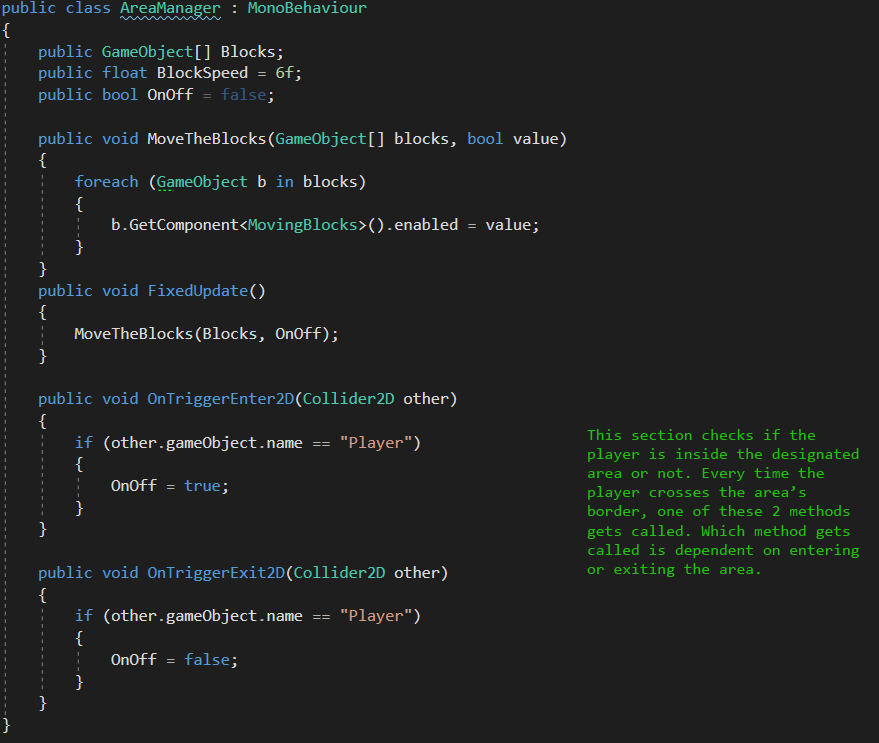 public class AreaManager : MonoBehaviour
{
    public GameObject[] Blocks;
    public float BlockSpeed = 6f;
    public bool OnOff = false;

    public void MoveTheBlocks(GameObject[] blocks, bool value)
    {
        foreach (GameObject b in blocks)
        {
            b.GetComponent<MovingBlocks>().enabled = value;
        }
    }
    public void FixedUpdate()
    {
        MoveTheBlocks(Blocks, OnOff);
    }

    public void OnTriggerEnter2D(Collider2D other)
    {
        if (other.gameObject.name == "Player")
        {
            OnOff = true;
        }
    }

    public void OnTriggerExit2D(Collider2D other)
    {
        if (other.gameObject.name == "Player")
        {
            OnOff = false;
        }
    }
}
This section checks if the
player is inside the designated
area or not. Every time the
player crosses the area’s
border, one of these 2 methods
gets called. Which method gets
called is dependent on entering
or exiting the area.